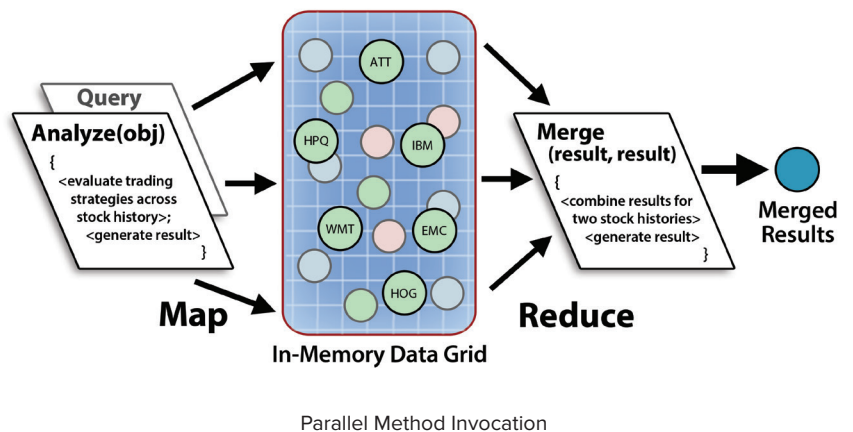 Query
Analyze(obj)
{
<evaluate trading
strategies across
stock history>;
<generate result>
}
Map
ATT
HPQ
IBM
WMT
EMC
HOG
In-Memory Data Grid
Merge
(result, result)
{
<combine results for
two stock histories>
<generate result>
}
Reduce
Merged
Results
Parallel Method Invocation